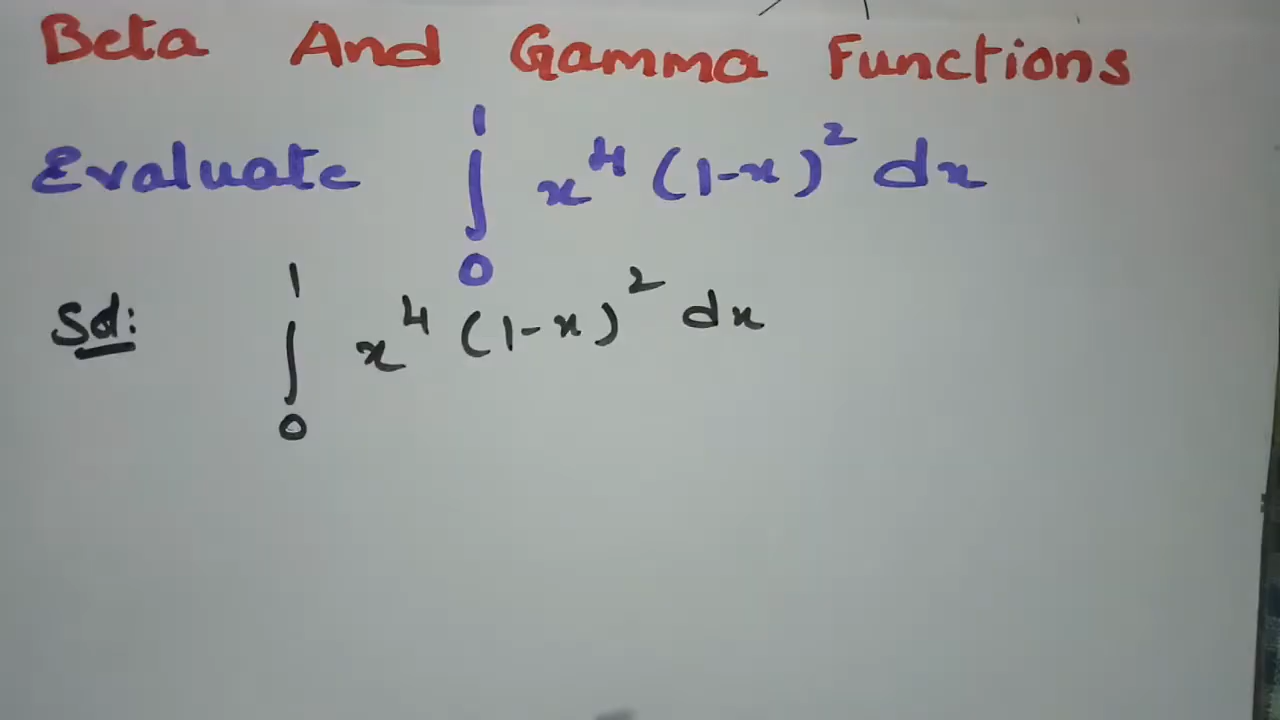 Beta And Gamma Functions
Evaluate ∫₀¹ x⁴ (1-x)² dx
Sol: ∫₀¹ x⁴ (1-x)² dx